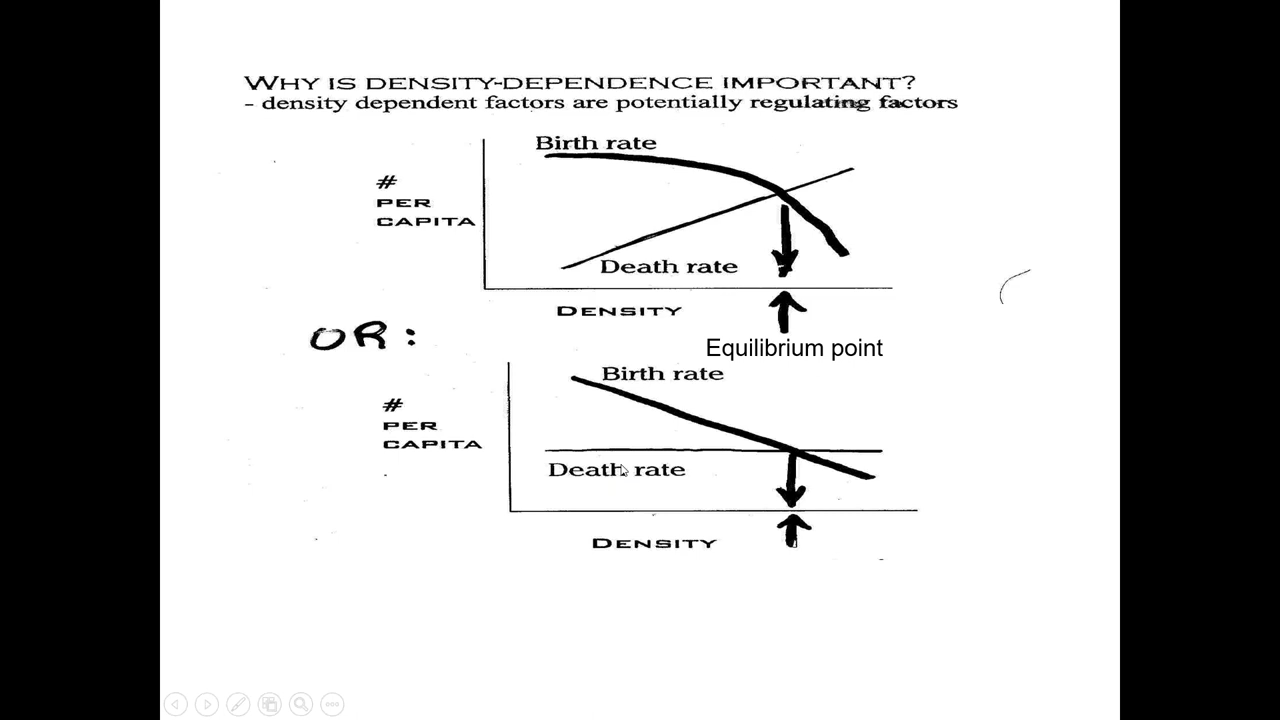 WHY IS DENSITY-DEPENDENCE IMPORTANT?
- density dependent factors are potentially regulating factors
Birth rate
#
PER
CAPITA
Death rate
DENSITY
OR:
Equilibrium point
Birth rate
#
PER
CAPITA
Death rate
DENSITY